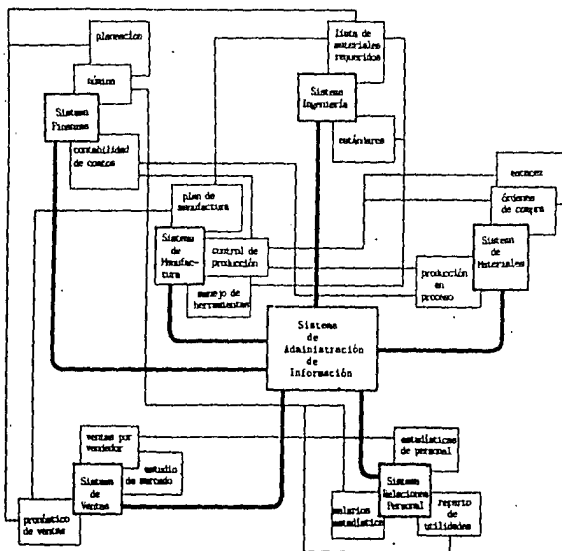 planeación
nómina
Sistema
Finanzas
contabilidad
de costos
lista de
materiales
requeridos
Sistema
Ingeniería
estándares
plan de
manufactura
Sistema
de
Manufac-
tura
control de
producción
manejo de
herramientas
órdenes
de compra
Sistema
de
Materiales
producción
en
proceso
Sistema
de
Administración
de
Información
ventas por
vendedor
estudio
de mercado
Sistema
de
Ventas
pronóstico
de ventas
estadísticas
de personal
Sistema
Relaciones
Personal
salarios
estadístico
reparto de
utilidades